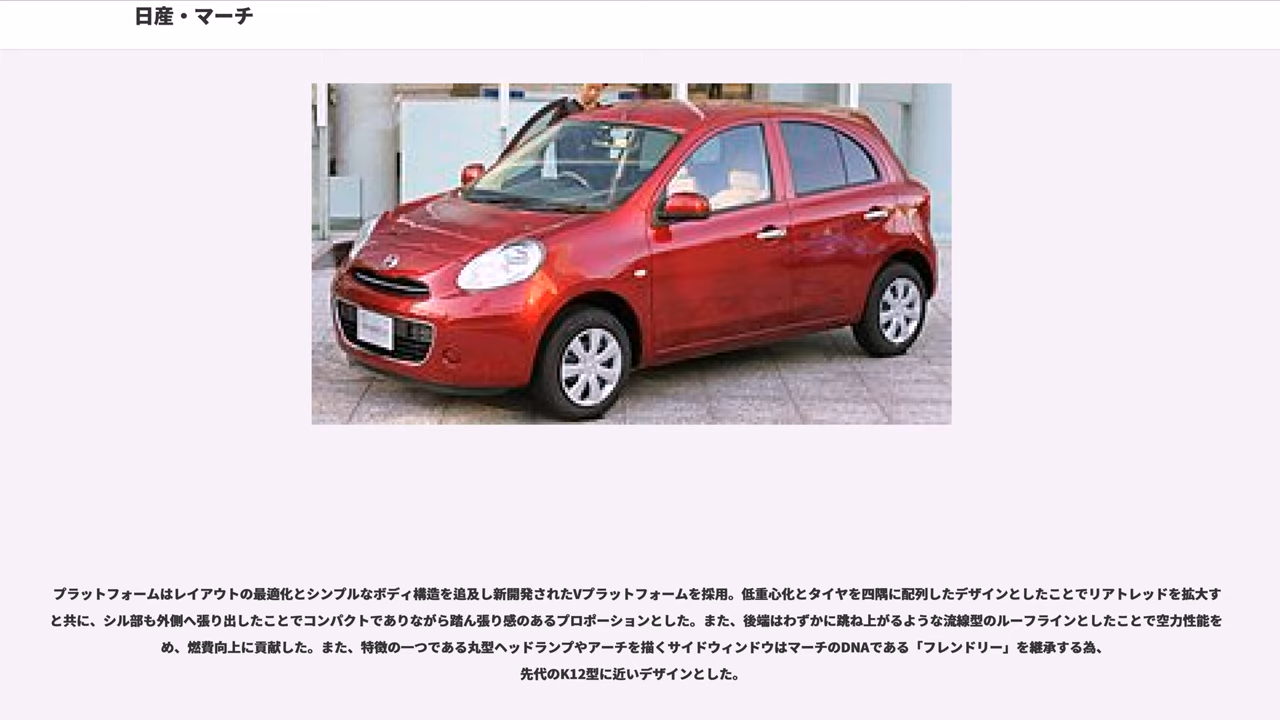 日産・マーチ
プラットフォームはレイアウトの最適化とシンプルなボディ構造を追及し新開発されたVプラットフォームを採用。低重心化とタイヤを四隅に配列したデザインとしたことでリアトレッドを拡大す
と共に、シル部も外側へ張り出したことでコンパクトでありながら踏ん張り感のあるプロポーションとした。また、後端はわずかに跳ね上がるような流線型のルーフラインとしたことで空力性能を
め、燃費向上に貢献した。また、特徴の一つである丸型ヘッドランプやアーチを描くサイドウィンドウはマーチのDNAである「フレンドリー」を継承する為、
先代のK12型に近いデザインとした。